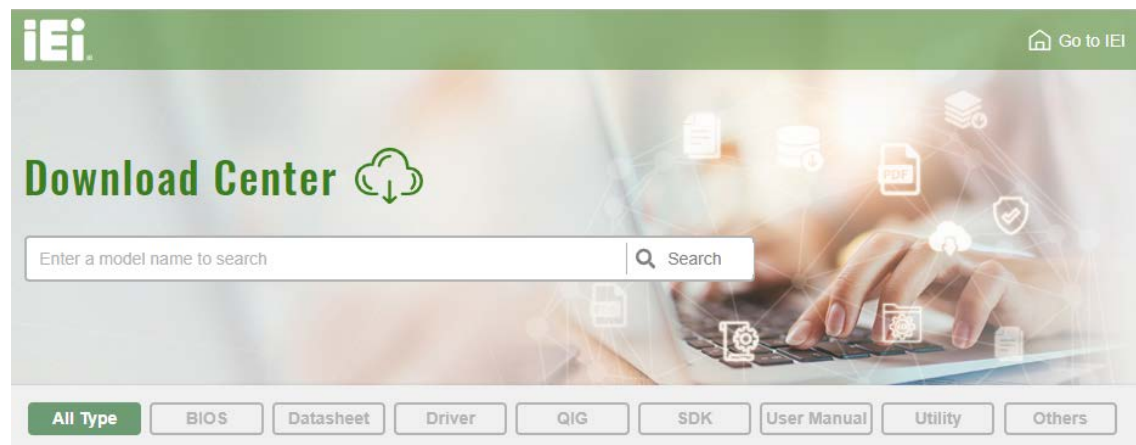 iEi.
Go to IEI
Download Center
PDF
Enter a model name to search
Search
All Type
BIOS
Datasheet
Driver
QIG
SDK
User Manual
Utility
Others